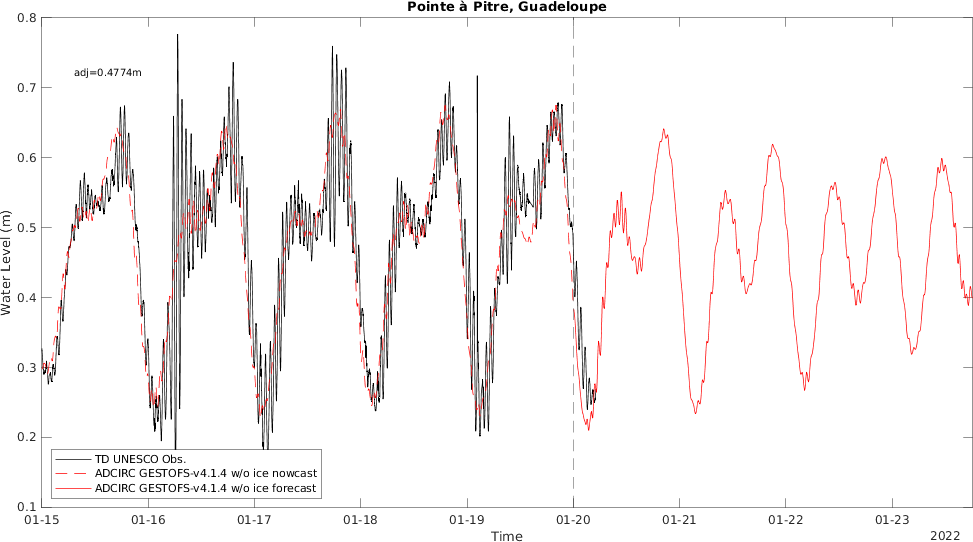 Pointe à Pitre, Guadeloupe
0.8
0.7
0.6
0.5
0.4
0.3
0.2
0.1
Water Level (m)
adj=0.4774m
TD UNESCO Obs.
ADCIRC GESTOFS-v4.1.4 w/o ice nowcast
ADCIRC GESTOFS-v4.1.4 w/o ice forecast
01-15 01-16 01-17 01-18 01-19 01-20 01-21 01-22 01-23
Time
2022